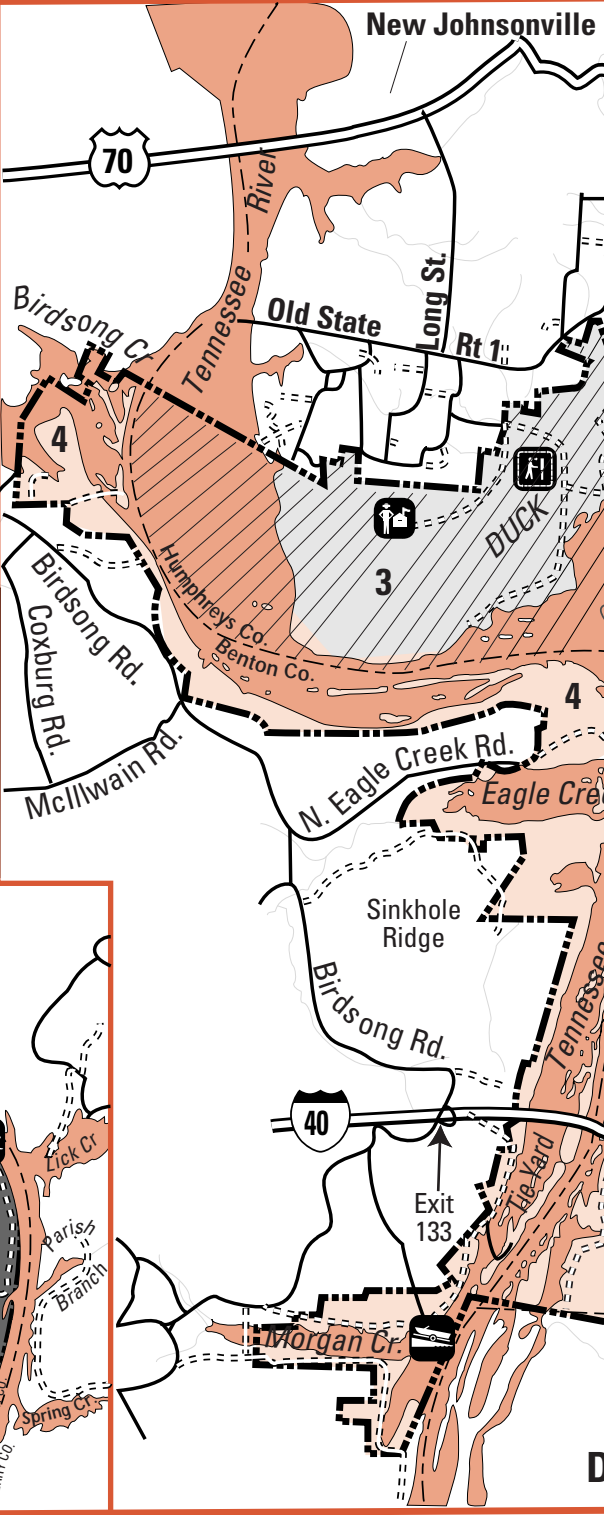 New Johnsonville
70
Tennessee River
Birdsong Cr
Old State Rt 1
Long St.
4
DUCK
3
Humphreys Co.
Benton Co.
Birdsong Rd.
Coxburg Rd.
McIllwain Rd.
4
N. Eagle Creek Rd.
Eagle Cree
Sinkhole
Ridge
Birdsong Rd.
Tennessee
40
Exit
133
Tie Yard
Lick Cr
Parish
Branch
Morgan Cr.
Spring Cr.
D